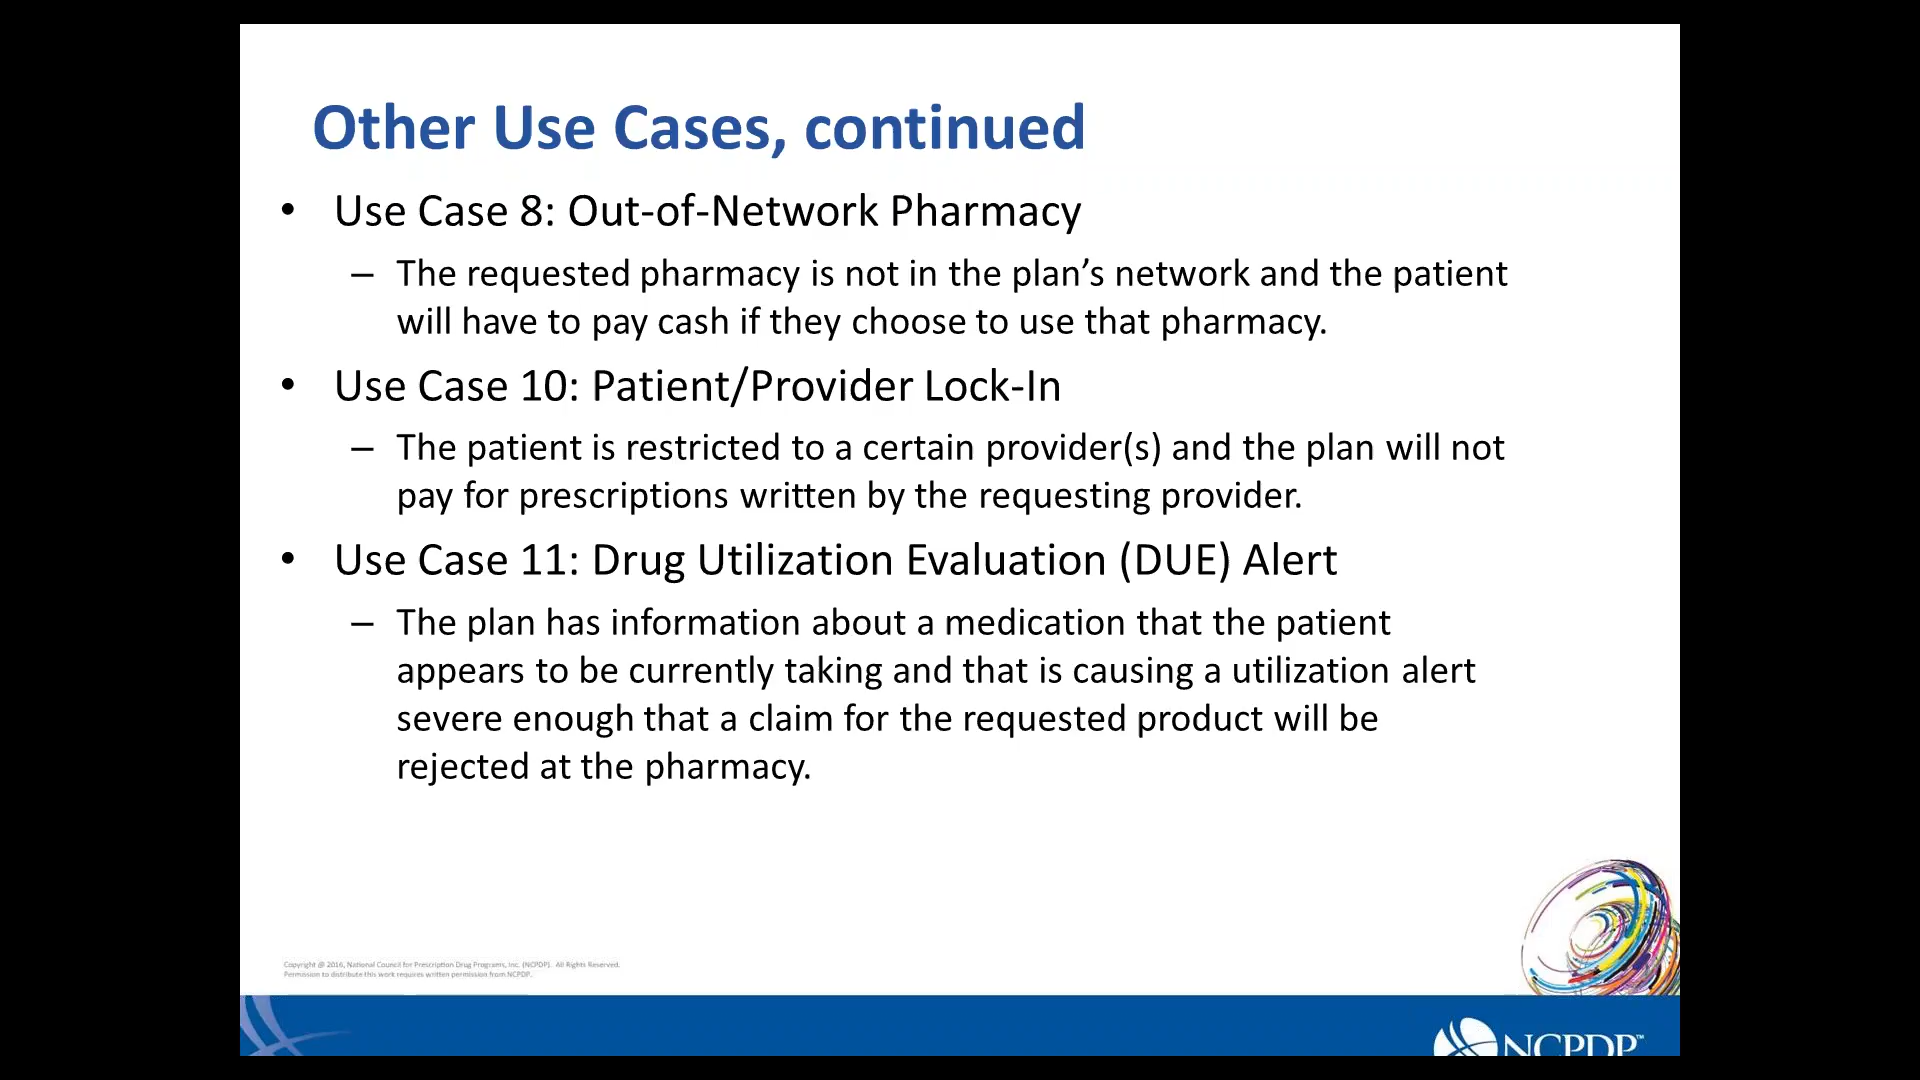 Other Use Cases, continued
• Use Case 8: Out-of-Network Pharmacy
– The requested pharmacy is not in the plan’s network and the patient
will have to pay cash if they choose to use that pharmacy.
• Use Case 10: Patient/Provider Lock-In
– The patient is restricted to a certain provider(s) and the plan will not
pay for prescriptions written by the requesting provider.
• Use Case 11: Drug Utilization Evaluation (DUE) Alert
– The plan has information about a medication that the patient
appears to be currently taking and that is causing a utilization alert
severe enough that a claim for the requested product will be
rejected at the pharmacy.
Copyright @ 2016, National Council for Prescription Drug Programs, Inc. (NCPDP). All Rights Reserved.
Permission to distribute this work requires written permission from NCPDP.
NCPDP™